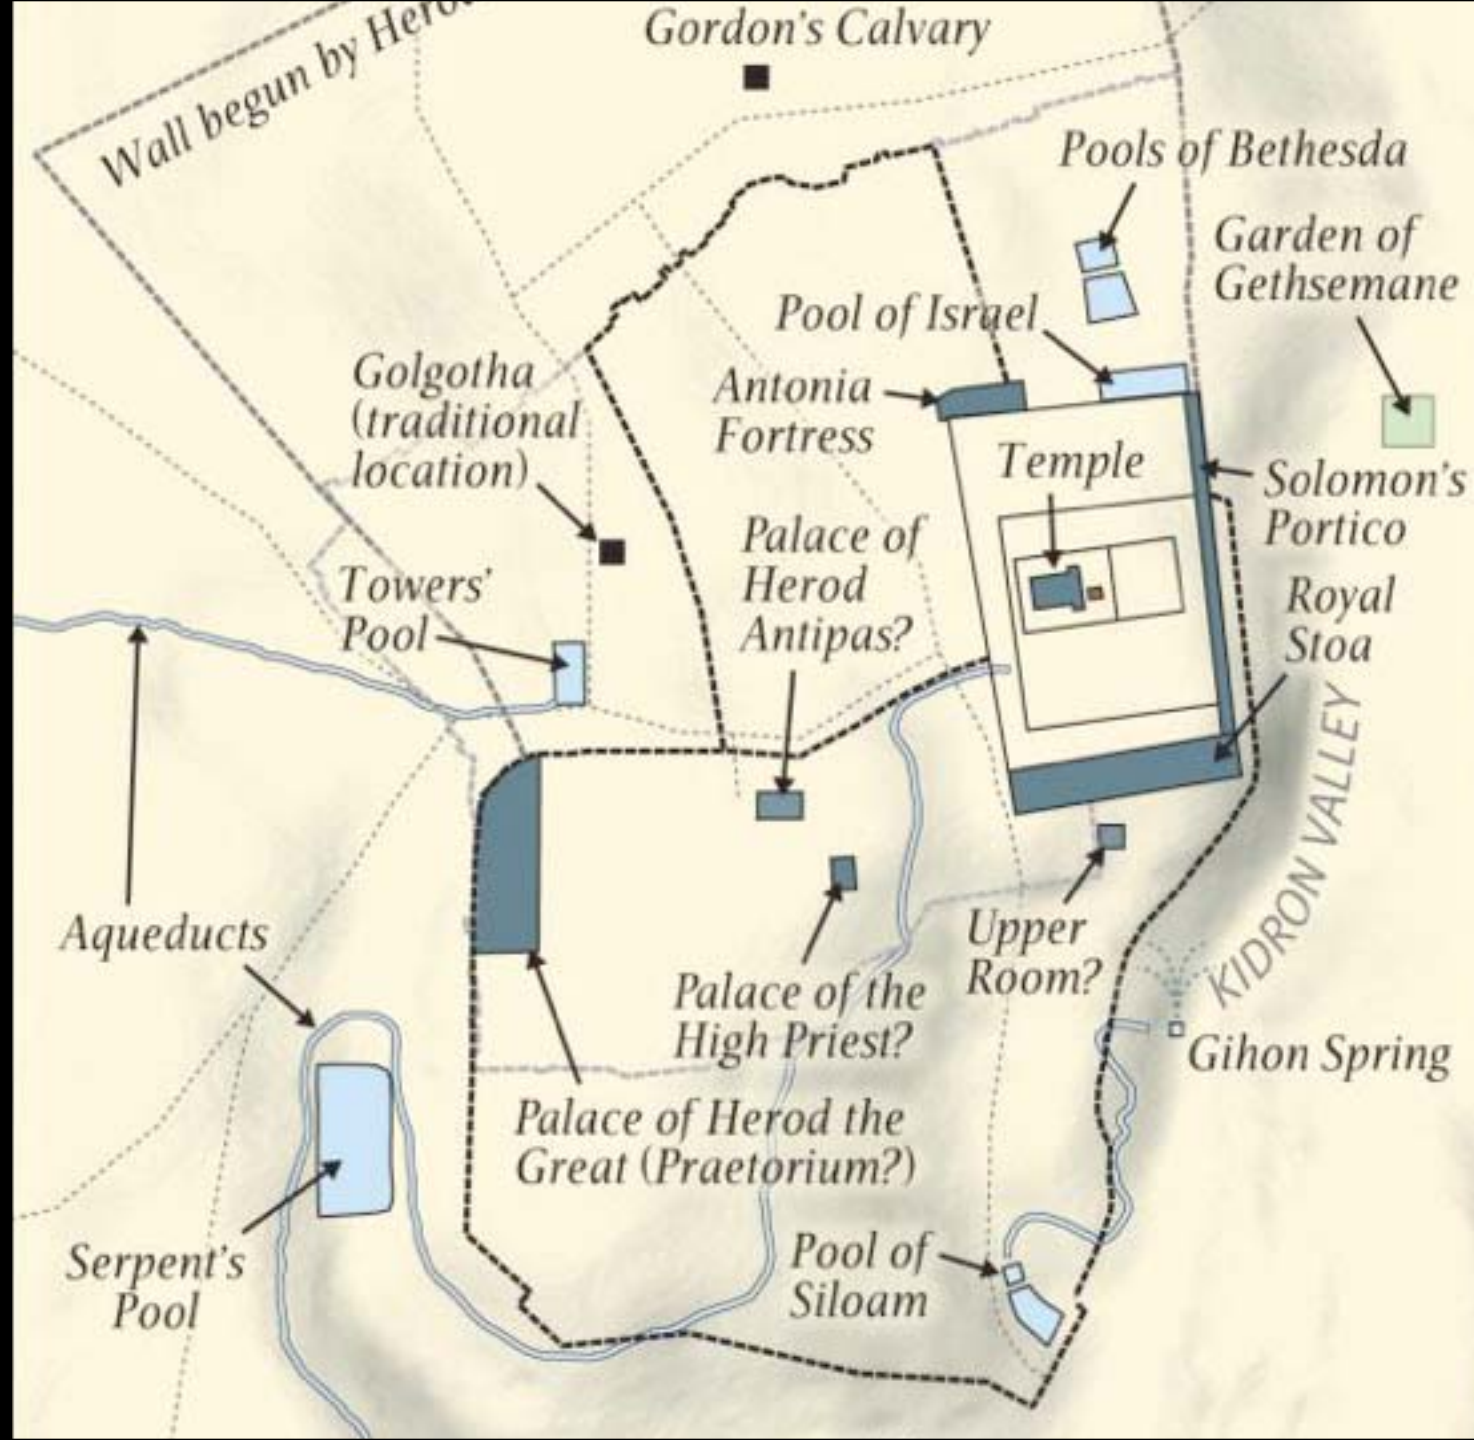 Wall begun by
Gordon's Calvary
Pools of Bethesda
Garden of
Gethsemane
Pool of Israel
Golgotha
(traditional
location)
Antonia
Fortress
Temple
Solomon's
Portico
Palace of
Herod
Antipas?
Towers'
Pool
Royal
Stoa
KIDRON VALLEY
Aqueducts
Upper
Room?
Palace of the
High Priest?
Gihon Spring
Palace of Herod the
Great (Praetorium?)
Serpent's
Pool
Pool of
Siloam